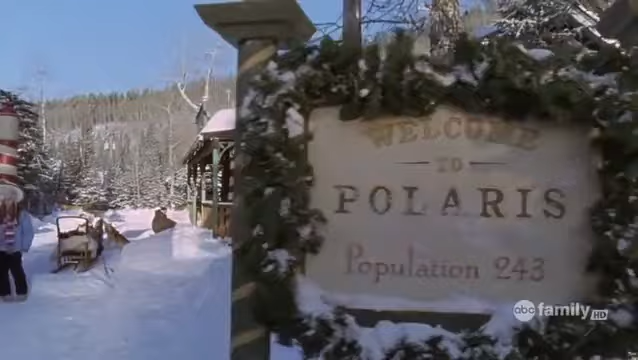 WELCOME
TO
POLARIS
Population 243
abc family HD